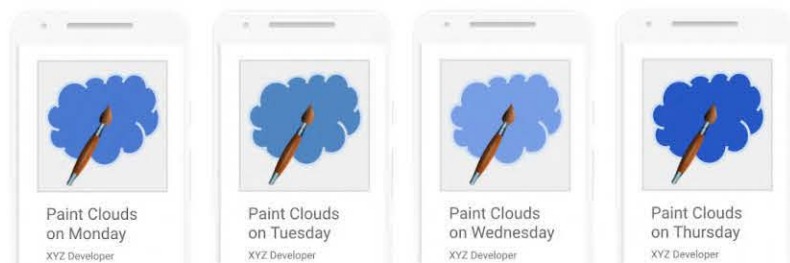 Paint Clouds
on Monday
XYZ Developer
Paint Clouds
on Tuesday
XYZ Developer
Paint Clouds
on Wednesday
XYZ Developer
Paint Clouds
on Thursday
XYZ Developer